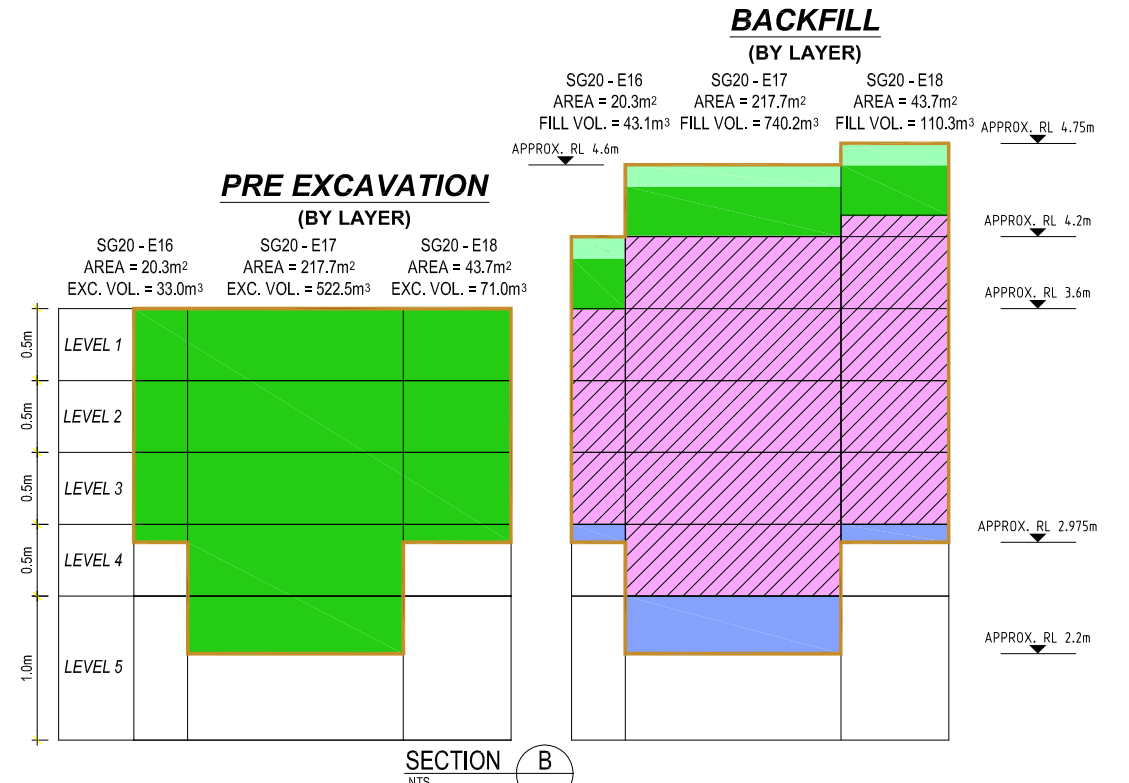 BACKFILL
(BY LAYER)
SG20 - E16
AREA = 20.3m²
FILL VOL. = 43.1m³
SG20 - E17
AREA = 217.7m²
FILL VOL. = 740.2m³
SG20 - E18
AREA = 43.7m²
FILL VOL. = 110.3m³
APPROX. RL 4.75m
APPROX. RL 4.6m
APPROX. RL 4.2m
APPROX. RL 3.6m
APPROX. RL 2.975m
APPROX. RL 2.2m
PRE EXCAVATION
(BY LAYER)
SG20 - E16
AREA = 20.3m²
EXC. VOL. = 33.0m³
SG20 - E17
AREA = 217.7m²
EXC. VOL. = 522.5m³
SG20 - E18
AREA = 43.7m²
EXC. VOL. = 71.0m³
0.5m
LEVEL 1
0.5m
LEVEL 2
0.5m
LEVEL 3
0.5m
LEVEL 4
1.0m
LEVEL 5
SECTION B
NTS